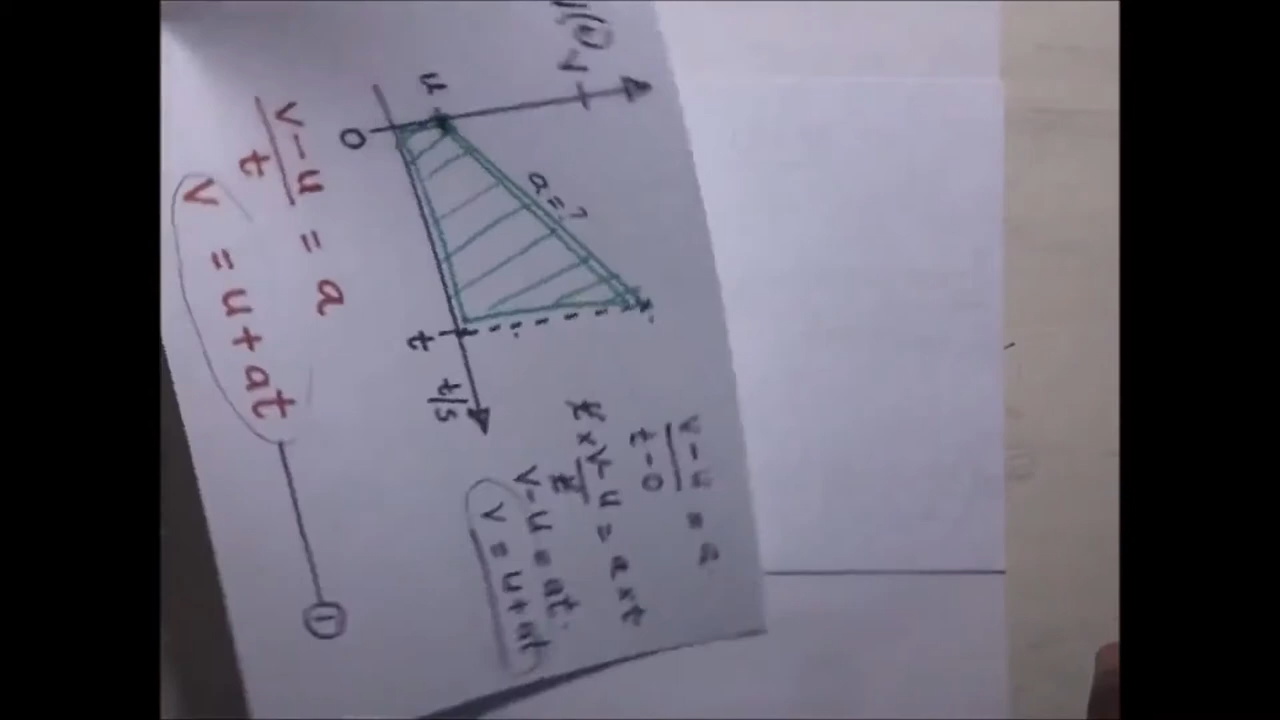 v
u
a = ?
0
t
t/s
v - u / t - 0 = a
t × v - u / t = a × t
v - u = at.
v = u + at
v - u / t = a
v = u + at
1